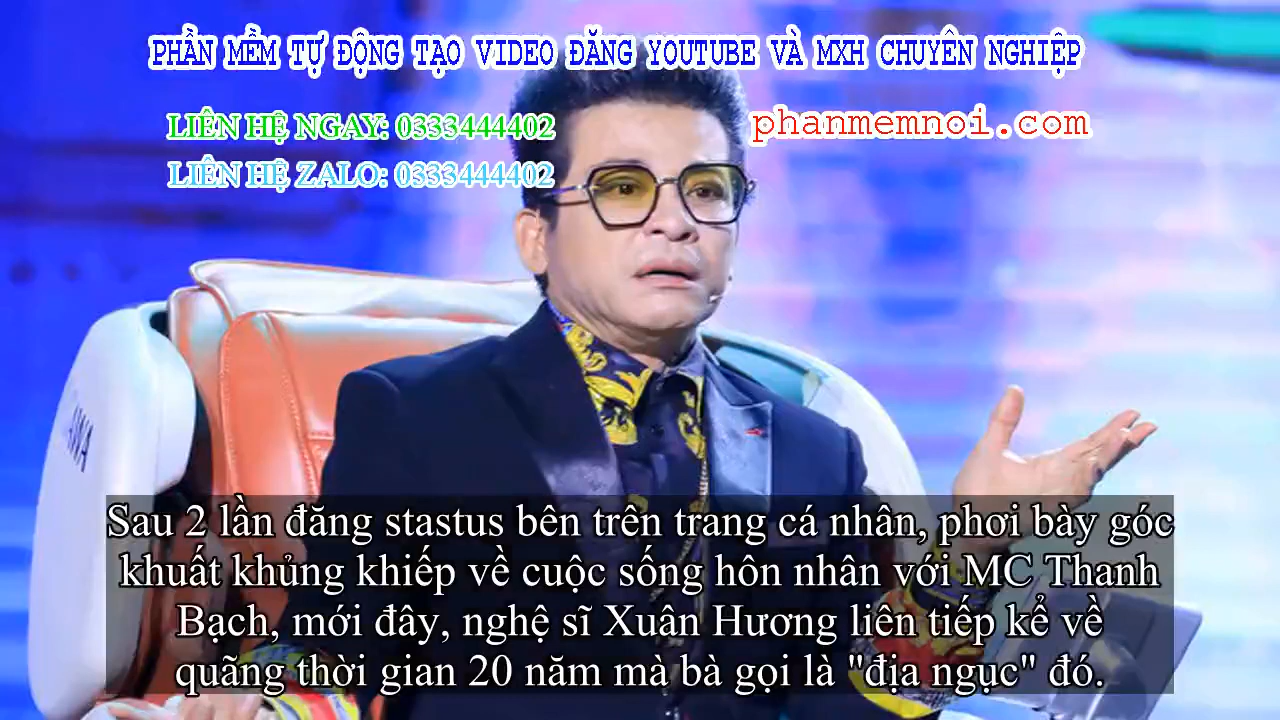 PHẦN MỀM TỰ ĐỘNG TẠO VIDEO ĐĂNG YOUTUBE VÀ MXH CHUYÊN NGHIỆP
LIÊN HỆ NGAY: 0333444402
phanmemnoi.com
LIÊN HỆ ZALO: 0333444402
Sau 2 lần đăng stastus bên trên trang cá nhân, phơi bày góc
khuất khủng khiếp về cuộc sống hôn nhân với MC Thanh
Bạch, mới đây, nghệ sĩ Xuân Hương liên tiếp kể về
quãng thời gian 20 năm mà bà gọi là "địa ngục" đó.